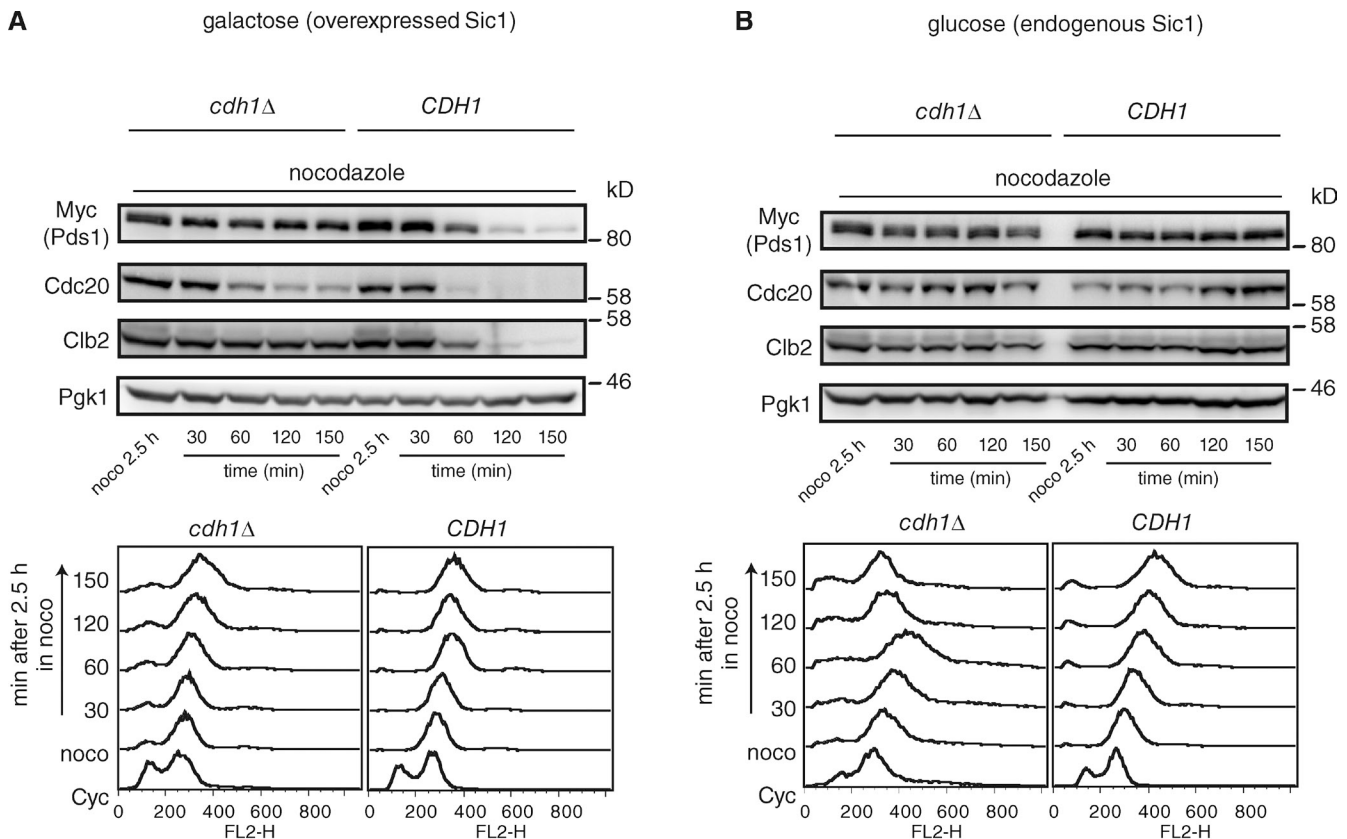 A
galactose (overexpressed Sic1)
cdh1Δ CDH1
nocodazole
kD
Myc
(Pds1)
80
Cdc20
58
58
Clb2
46
Pgk1
noco 2.5 h 30 60 120 150 noco 2.5 h 30 60 120 150
time (min) time (min)
cdh1Δ CDH1
min after 2.5 h
in noco
150
120
60
30
noco
Cyc
0 200 400 600 800 0 200 400 600 800
FL2-H FL2-H
B
glucose (endogenous Sic1)
cdh1Δ CDH1
nocodazole
kD
Myc
(Pds1)
80
Cdc20
58
58
Clb2
46
Pgk1
noco 2.5 h 30 60 120 150 noco 2.5 h 30 60 120 150
time (min) time (min)
cdh1Δ CDH1
min after 2.5 h
in noco
150
120
60
30
noco
Cyc
0 200 400 600 800 0 200 400 600 800
FL2-H FL2-H